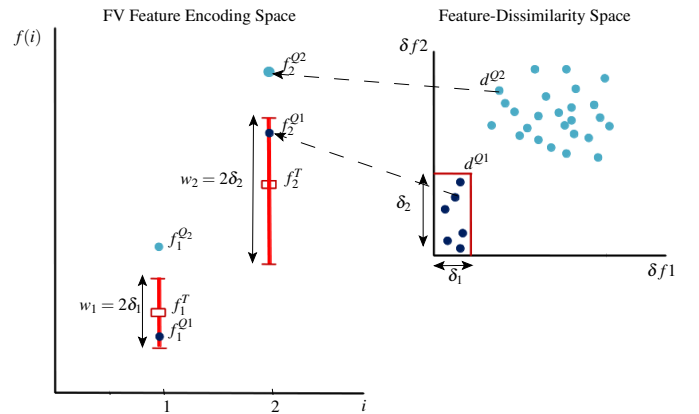 FV Feature Encoding Space
f(i)
f_2^{Q2}
f_2^{Q1}
w_2 = 2δ_2
f_2^T
f_1^{Q_2}
w_1 = 2δ_1
f_1^T
f_1^{Q1}
1
2
i
Feature-Dissimilarity Space
δf2
d^{Q2}
d^{Q1}
δ_2
δ_1
δf1